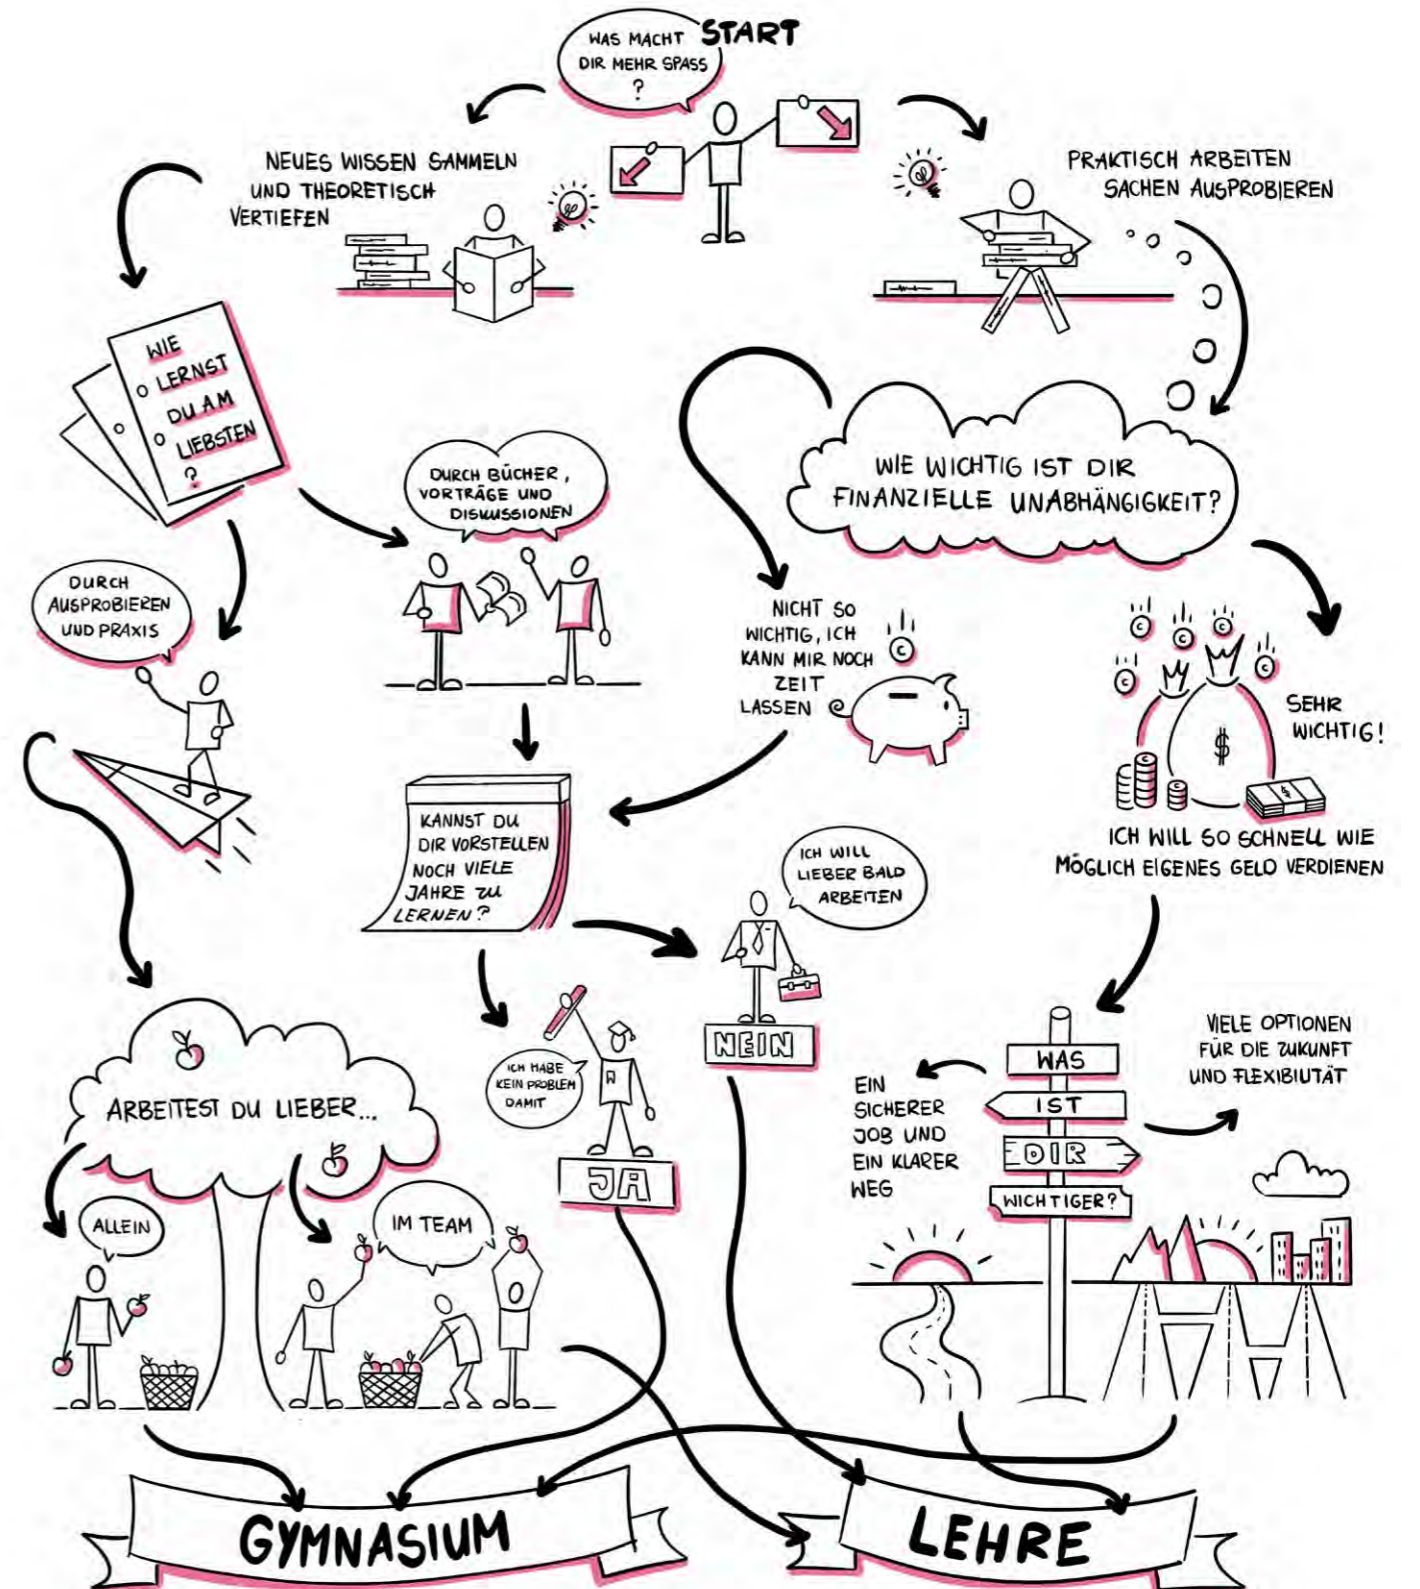 START
WAS MACHT
DIR MEHR SPASS
?
NEUES WISSEN SAMMELN
UND THEORETISCH
VERTIEFEN
PRAKTISCH ARBEITEN
SACHEN AUSPROBIEREN
WIE
LERNST
DU AM
LIEBSTEN
?
DURCH BÜCHER,
VORTRÄGE UND
DISKUSSIONEN
WIE WICHTIG IST DIR
FINANZIELLE UNABHÄNGIGKEIT?
DURCH
AUSPROBIEREN
UND PRAXIS
NICHT SO
WICHTIG, ICH
KANN MIR NOCH
ZEIT
LASSEN
C
C
C
C
C
C
SEHR
WICHTIG!
$
C
C
$
ICH WILL SO SCHNELL WIE
MÖGLICH EIGENES GELD VERDIENEN
KANNST DU
DIR VORSTELLEN
NOCH VIELE
JAHRE ZU
LERNEN?
ICH WILL
LIEBER BALD
ARBEITEN
NEIN
ICH HABE
KEIN PROBLEM
DAMIT
JA
ARBEITEST DU LIEBER...
ALLEIN
IM TEAM
WAS
IST
DIR
WICHTIGER?
EIN
SICHERER
JOB UND
EIN KLARER
WEG
VIELE OPTIONEN
FÜR DIE ZUKUNFT
UND FLEXIBILITÄT
GYMNASIUM
LEHRE